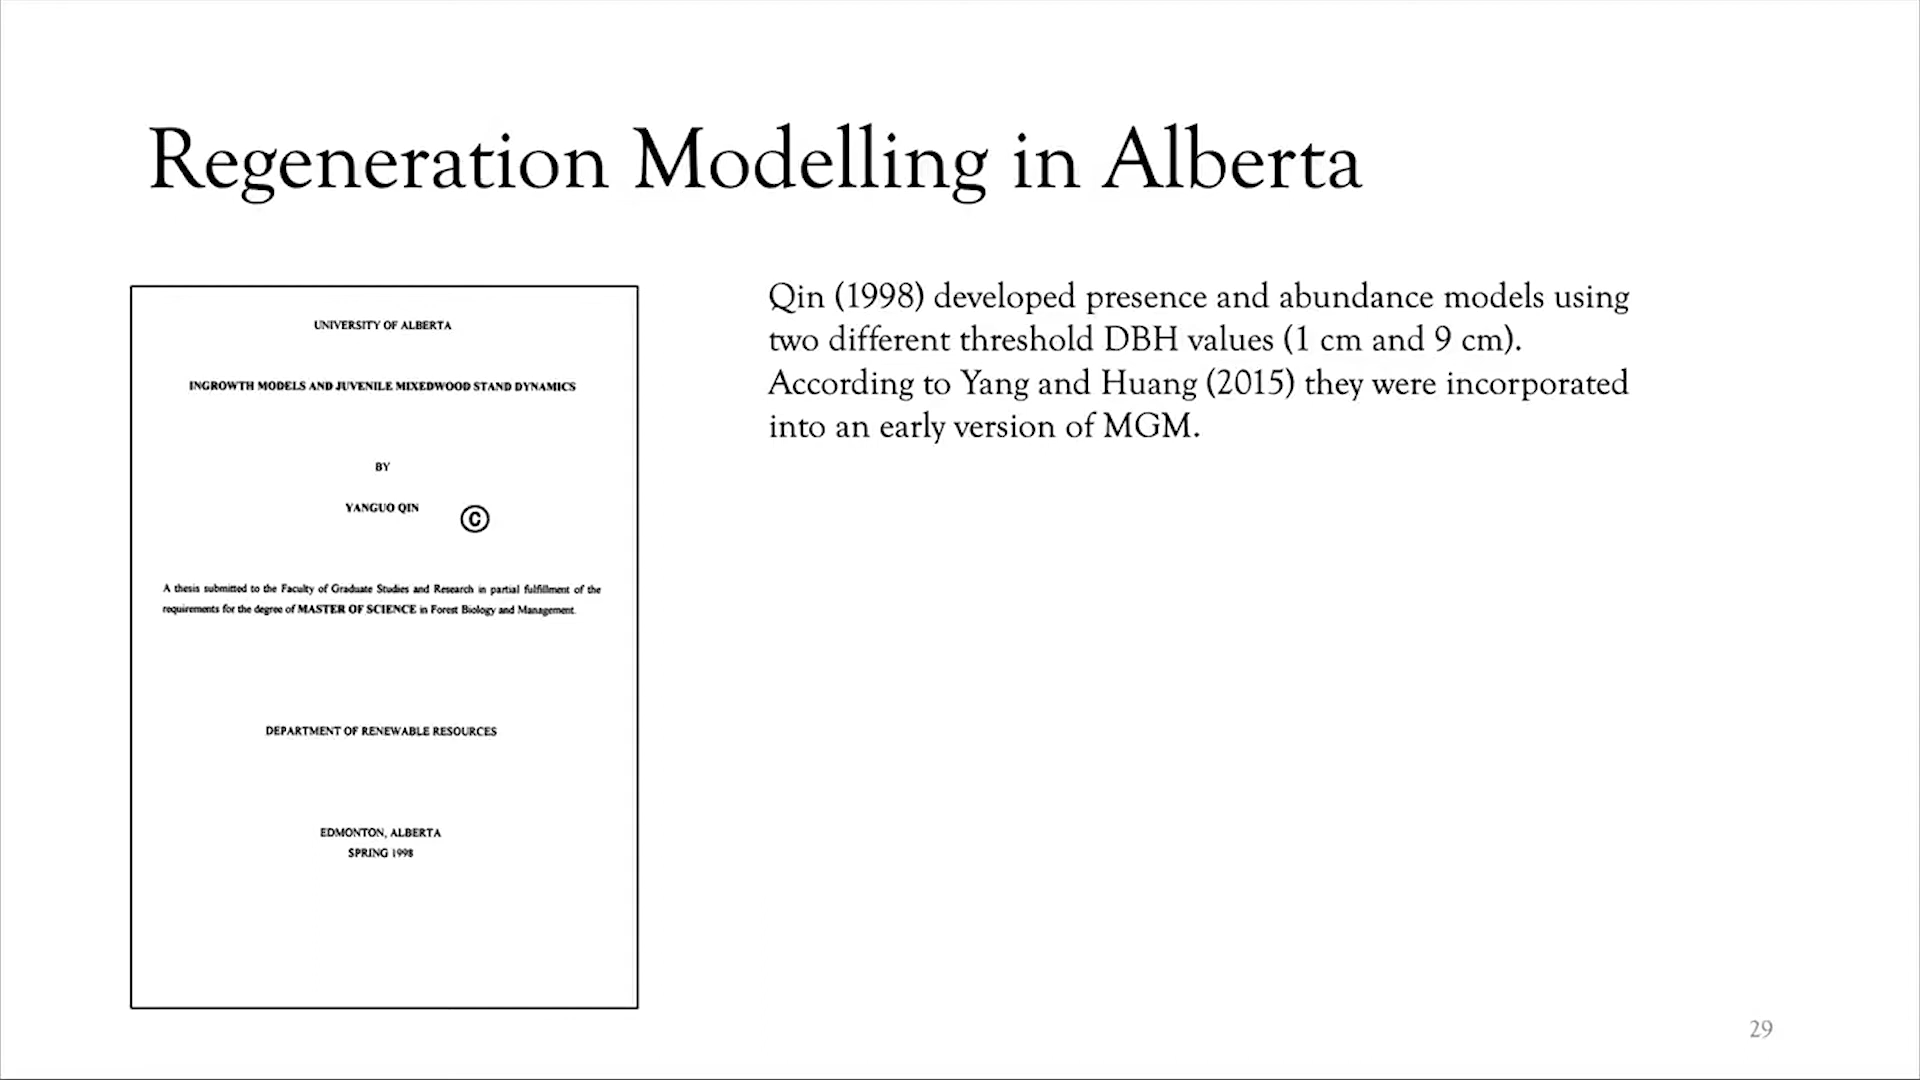 Regeneration Modelling in Alberta
UNIVERSITY OF ALBERTA
INGROWTH MODELS AND JUVENILE MIXEDWOOD STAND DYNAMICS
BY
YANGUO QIN
©
A thesis submitted to the Faculty of Graduate Studies and Research in partial fulfillment of the
requirements for the degree of MASTER OF SCIENCE in Forest Biology and Management.
DEPARTMENT OF RENEWABLE RESOURCES
EDMONTON, ALBERTA
SPRING 1998
Qin (1998) developed presence and abundance models using
two different threshold DBH values (1 cm and 9 cm).
According to Yang and Huang (2015) they were incorporated
into an early version of MGM.
29